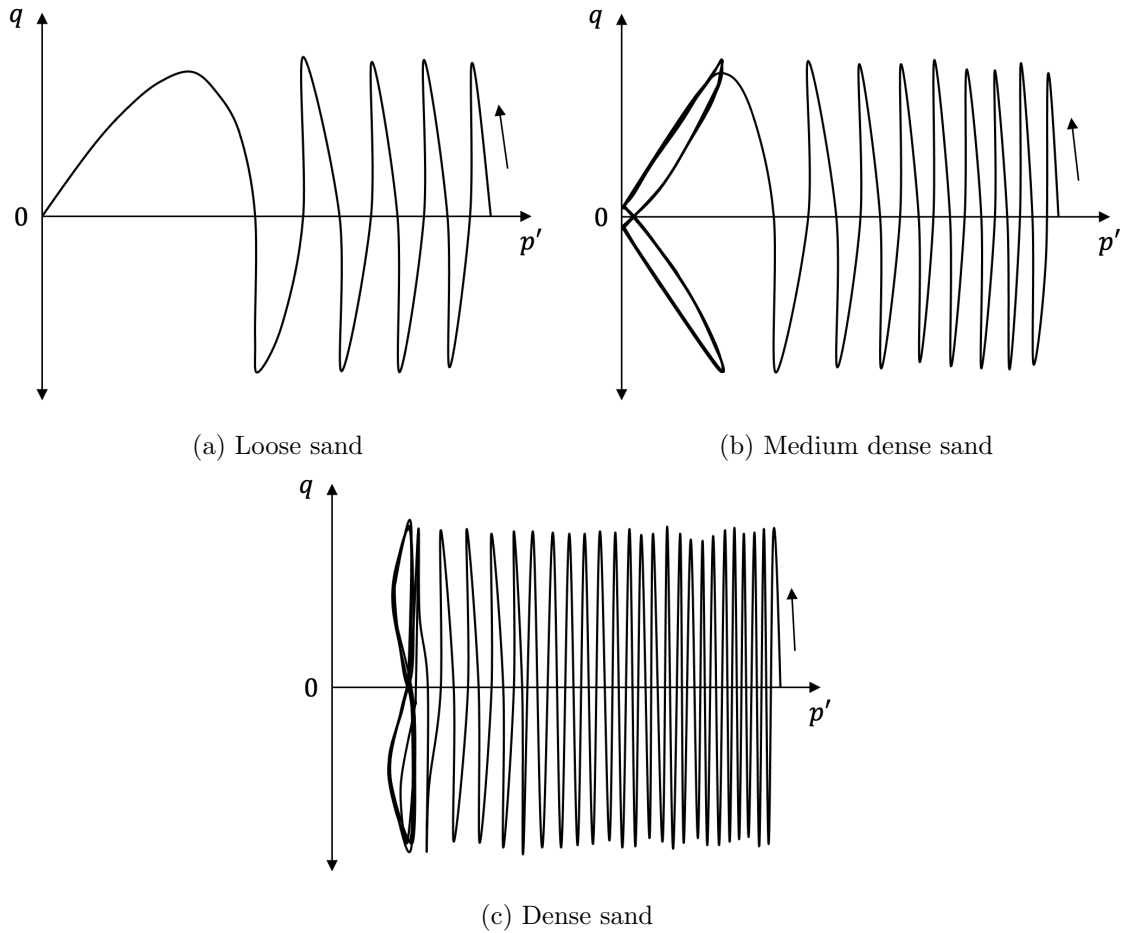 q
0
p′
(a) Loose sand
q
0
p′
(b) Medium dense sand
q
0
p′
(c) Dense sand